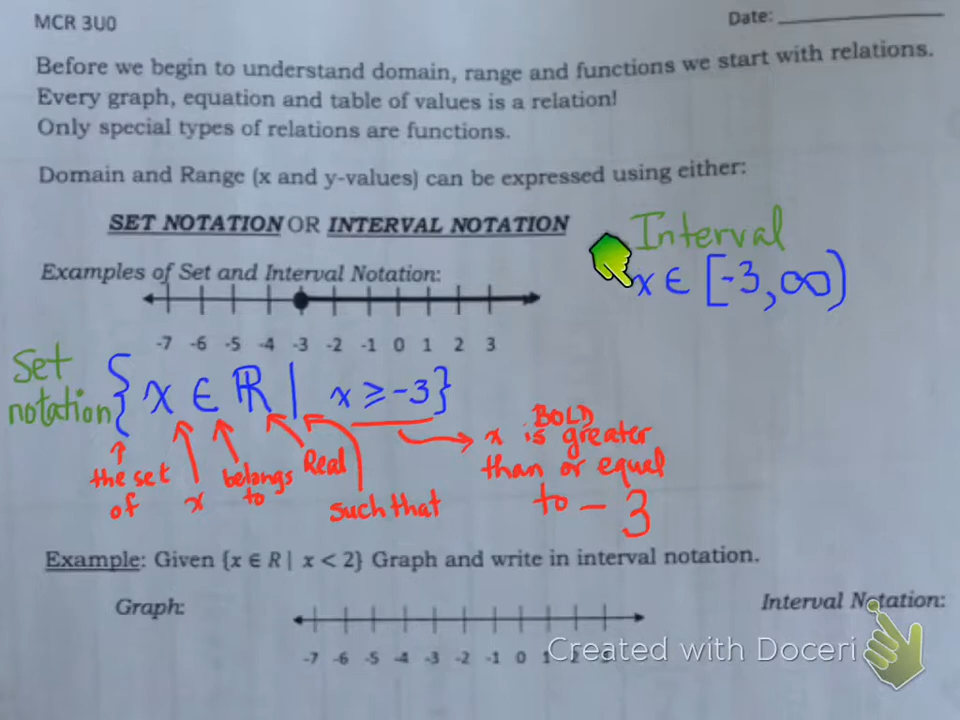 MCR 3U0
Date:
Before we begin to understand domain, range and functions we start with relations.
Every graph, equation and table of values is a relation!
Only special types of relations are functions.
Domain and Range (x and y-values) can be expressed using either:
SET NOTATION OR INTERVAL NOTATION
Interval
x ∈ [-3, ∞)
Examples of Set and Interval Notation:
-7 -6 -5 -4 -3 -2 -1 0 1 2 3
Set
notation
{ x ∈ ℝ | x ≥ -3}
the set
of
x
belongs
to
Real
such that
BOLD
x is greater
than or equal
to - 3
Example: Given {x ∈ R | x < 2} Graph and write in interval notation.
Graph:
Interval Notation:
-7 -6 -5 -4 -3 -2 -1 0 1 2
Created with Doceri